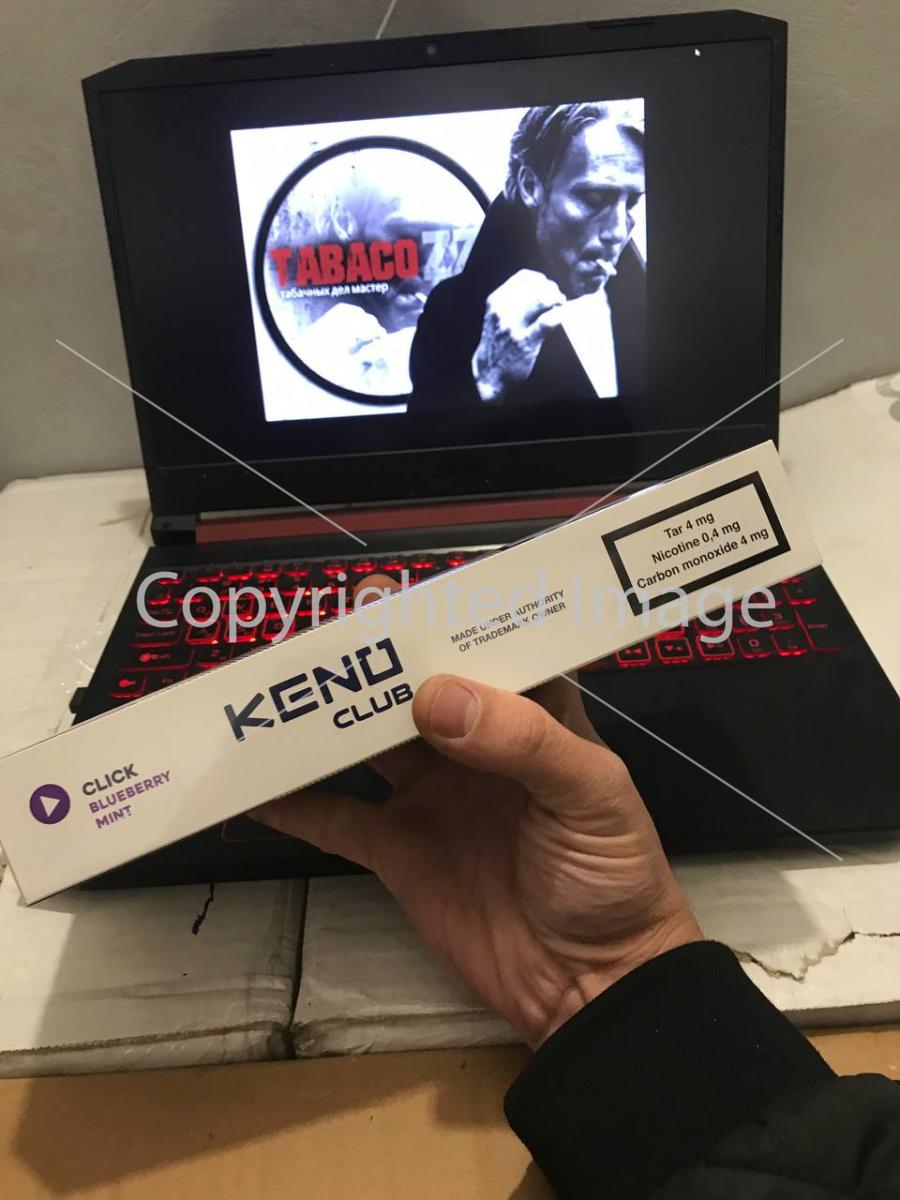 TABACO 77
табачных дел мастер
Tar 4 mg
Nicotine 0,4 mg
Carbon monoxide 4 mg
Copyrighted Image
MADE UNDER AUTHORITY
OF TRADEMARK OWNER
KENO
CLUB
CLICK
BLUEBERRY
MINT